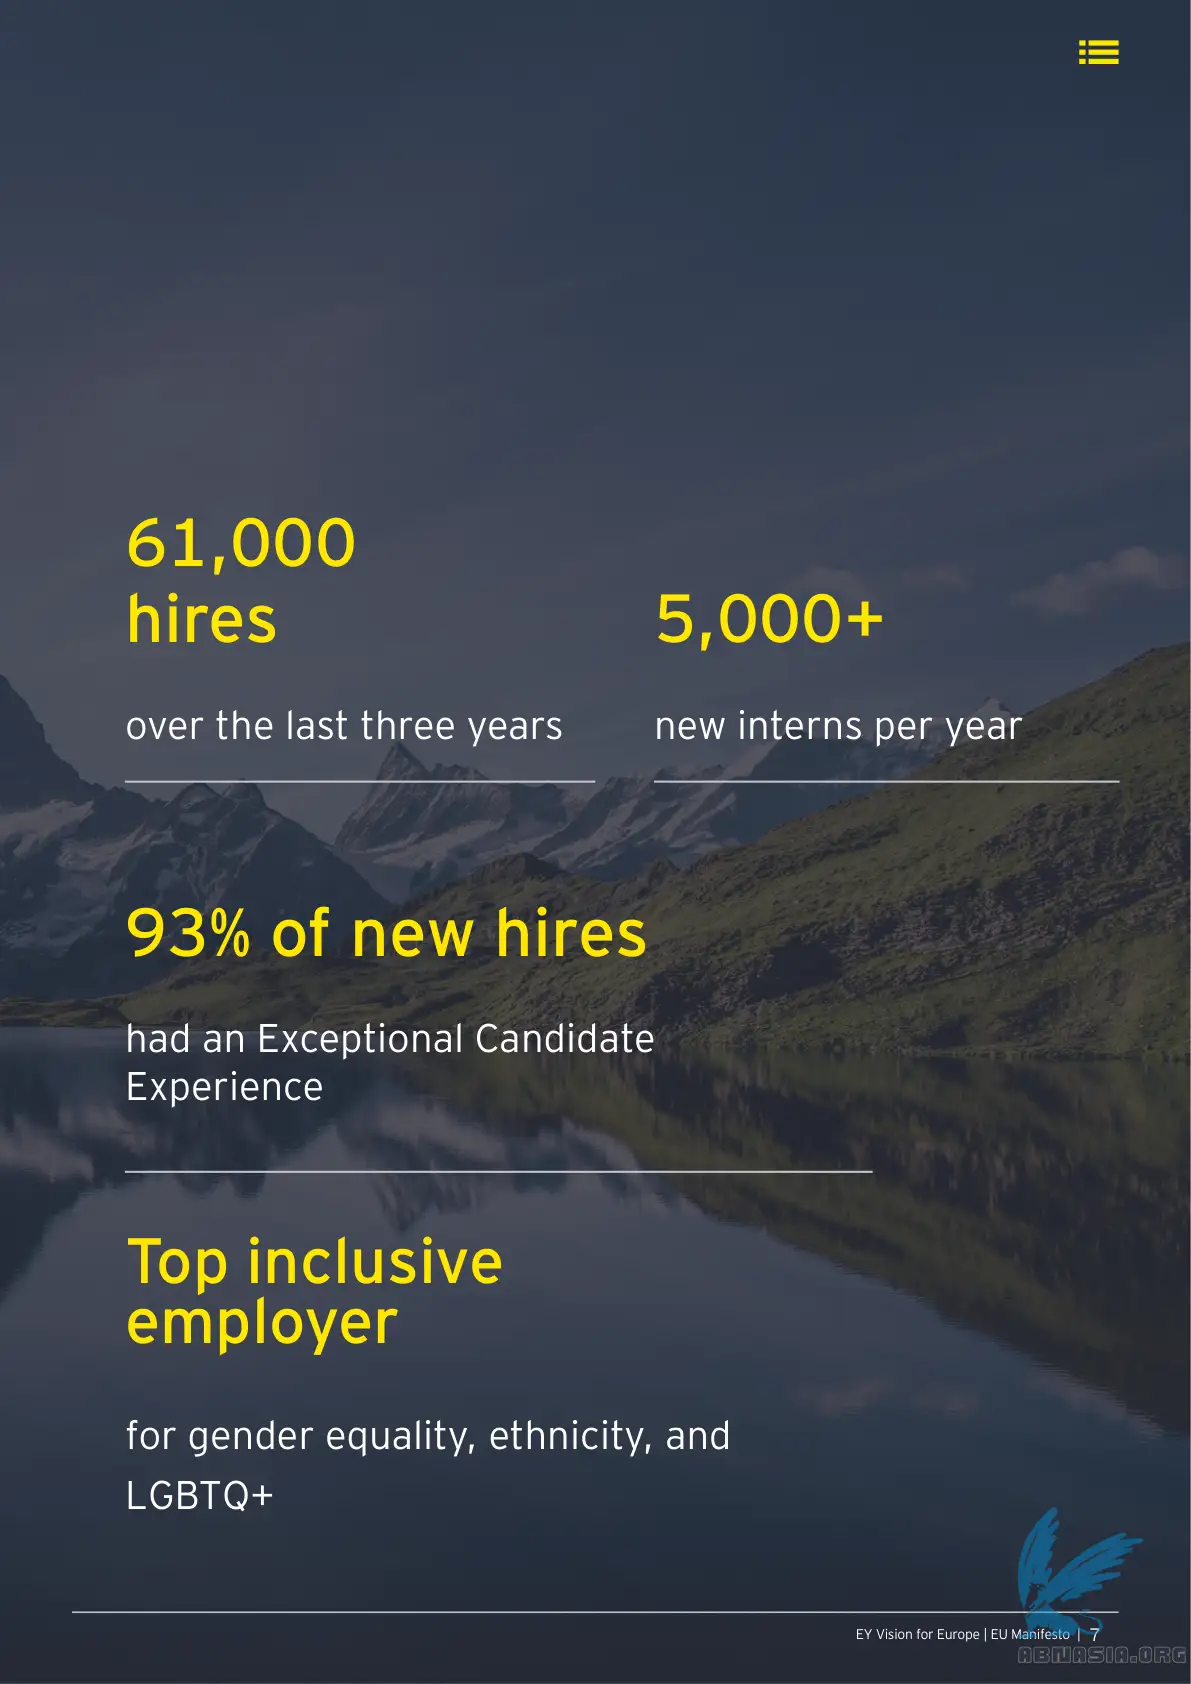 61,000
hires
over the last three years
5,000+
new interns per year
93% of new hires
had an Exceptional Candidate
Experience
Top inclusive
employer
for gender equality, ethnicity, and
LGBTQ+
EY Vision for Europe | EU Manifesto | 7
ABNASIA.ORG